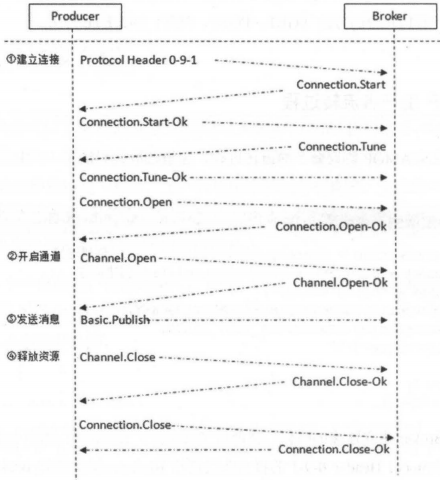 Producer Broker
①建立连接 Protocol Header 0-9-1
Connection.Start
Connection.Start-Ok
Connection.Tune
Connection.Tune-Ok
Connection.Open
Connection.Open-Ok
②开启通道 Channel.Open
Channel.Open-Ok
③发送消息 Basic.Publish
④释放资源 Channel.Close
Channel.Close-Ok
Connection.Close
Connection.Close-Ok